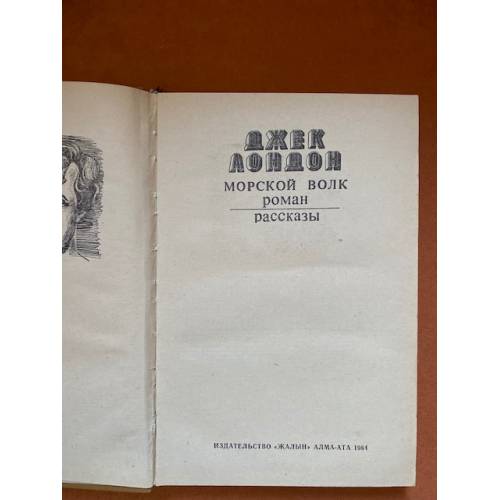 ДЖЕК
ЛОНДОН
МОРСКОЙ ВОЛК
роман
рассказы
ИЗДАТЕЛЬСТВО «ЖАЛЫН» АЛМА-АТА 1984